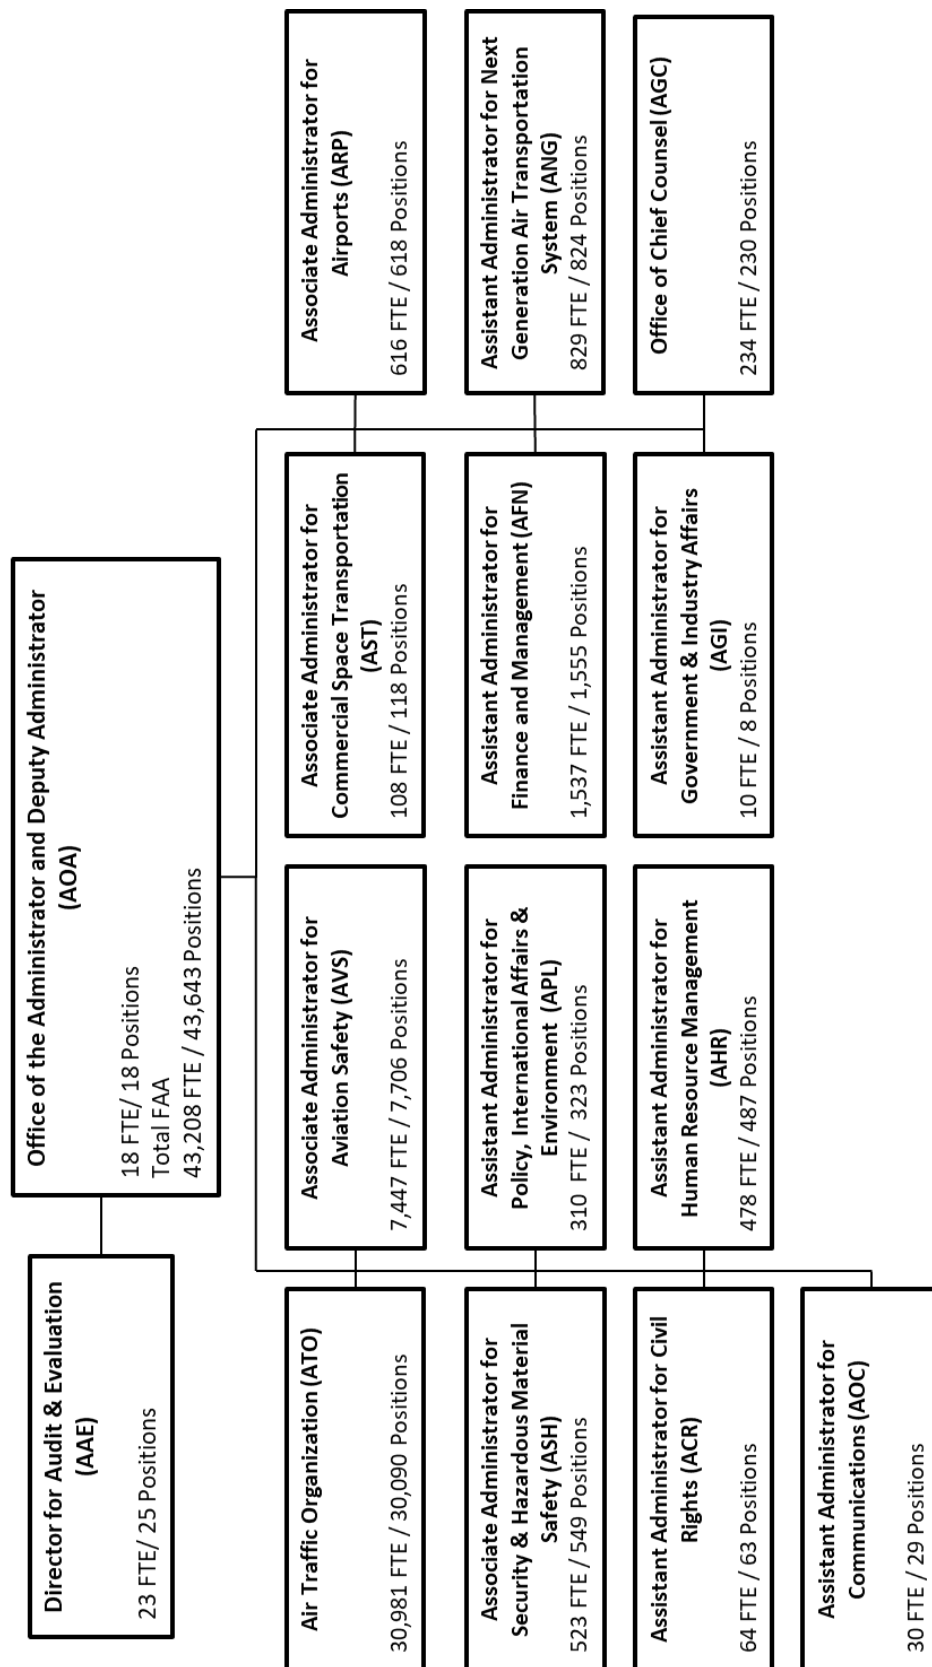 Office of the Administrator and Deputy Administrator
(AOA)
18 FTE/ 18 Positions
Total FAA
43,208 FTE / 43,643 Positions
Director for Audit & Evaluation
(AAE)
23 FTE/ 25 Positions
Air Traffic Organization (ATO)
30,981 FTE / 30,090 Positions
Associate Administrator for
Aviation Safety (AVS)
7,447 FTE / 7,706 Positions
Associate Administrator for
Commercial Space Transportation
(AST)
108 FTE / 118 Positions
Associate Administrator for
Airports (ARP)
616 FTE / 618 Positions
Associate Administrator for
Security & Hazardous Material
Safety (ASH)
523 FTE / 549 Positions
Assistant Administrator for
Policy, International Affairs &
Environment (APL)
310 FTE / 323 Positions
Assistant Administrator for
Finance and Management (AFN)
1,537 FTE / 1,555 Positions
Assistant Administrator for Next
Generation Air Transportation
System (ANG)
829 FTE / 824 Positions
Assistant Administrator for Civil
Rights (ACR)
64 FTE / 63 Positions
Assistant Administrator for
Human Resource Management
(AHR)
478 FTE / 487 Positions
Assistant Administrator for
Government & Industry Affairs
(AGI)
10 FTE / 8 Positions
Office of Chief Counsel (AGC)
234 FTE / 230 Positions
Assistant Administrator for
Communications (AOC)
30 FTE / 29 Positions